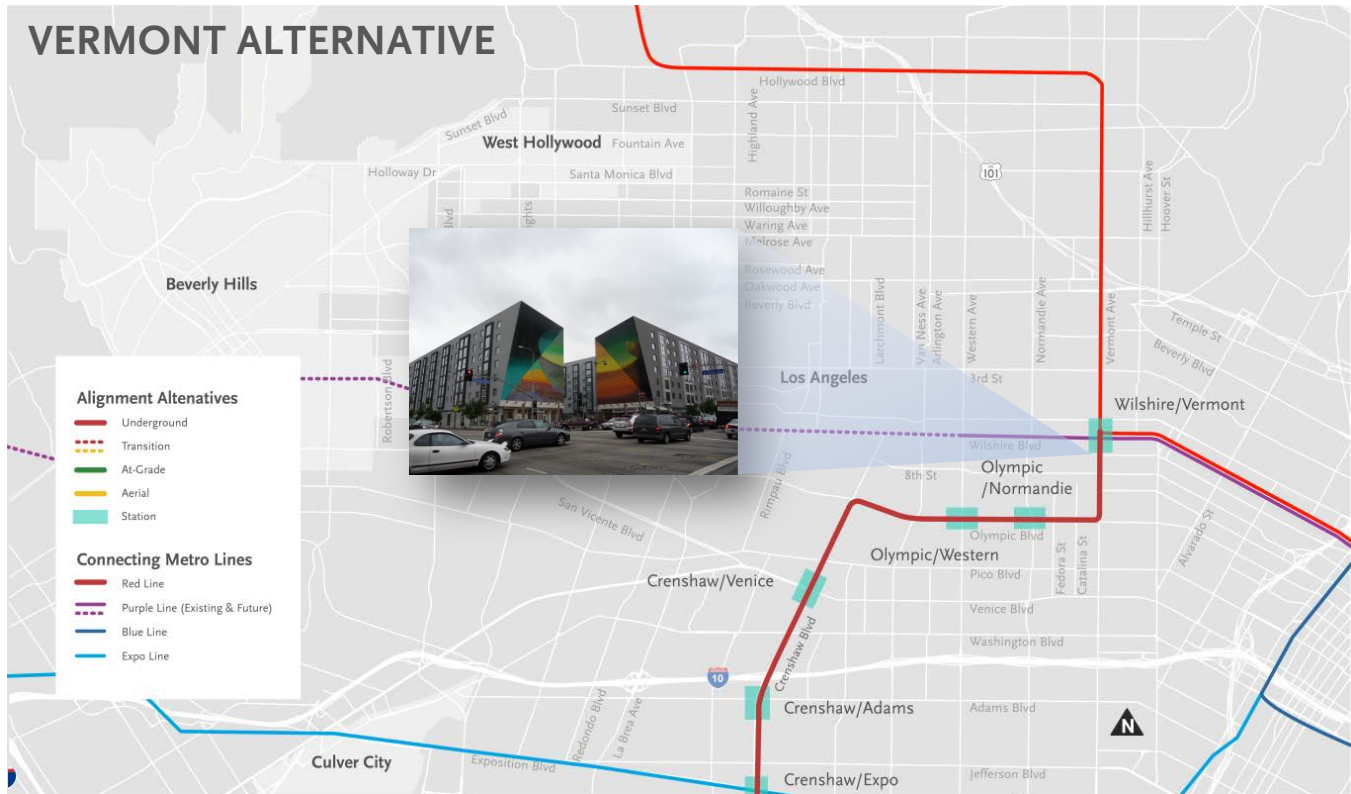 VERMONT ALTERNATIVE
Hollywood Blvd
Sunset Blvd
Sunset Blvd
Highland Ave
West Hollywood
Fountain Ave
101
Holloway Dr
Santa Monica Blvd
Hillhurst Ave
Hoover St
Romaine St
Willoughby Ave
Waring Ave
Melrose Ave
Blvd
ights
Beverly Hills
Rosewood Ave
Oakwood Ave
Beverly Blvd
Larchmont Blvd
Van Ness Ave
Arlington Ave
Western Ave
Normandie Ave
Vermont Ave
Temple St
Beverly Blvd
Robertson Blvd
Los Angeles
3rd St
Wilshire/Vermont
Alignment Altenatives
Underground
Transition
At-Grade
Aerial
Station
Connecting Metro Lines
Red Line
Purple Line (Existing & Future)
Blue Line
Expo Line
Wilshire Blvd
8th St
Olympic
/Normandie
Rimpau Blvd
San Vicente Blvd
Olympic Blvd
Alvarado St
Olympic/Western
Crenshaw/Venice
Pico Blvd
Fedora St
Catalina St
Venice Blvd
Washington Blvd
Crenshaw Blvd
10
Redondo Blvd
La Brea Ave
Crenshaw/Adams
Adams Blvd
N
Culver City
Exposition Blvd
Crenshaw/Expo
Jefferson Blvd